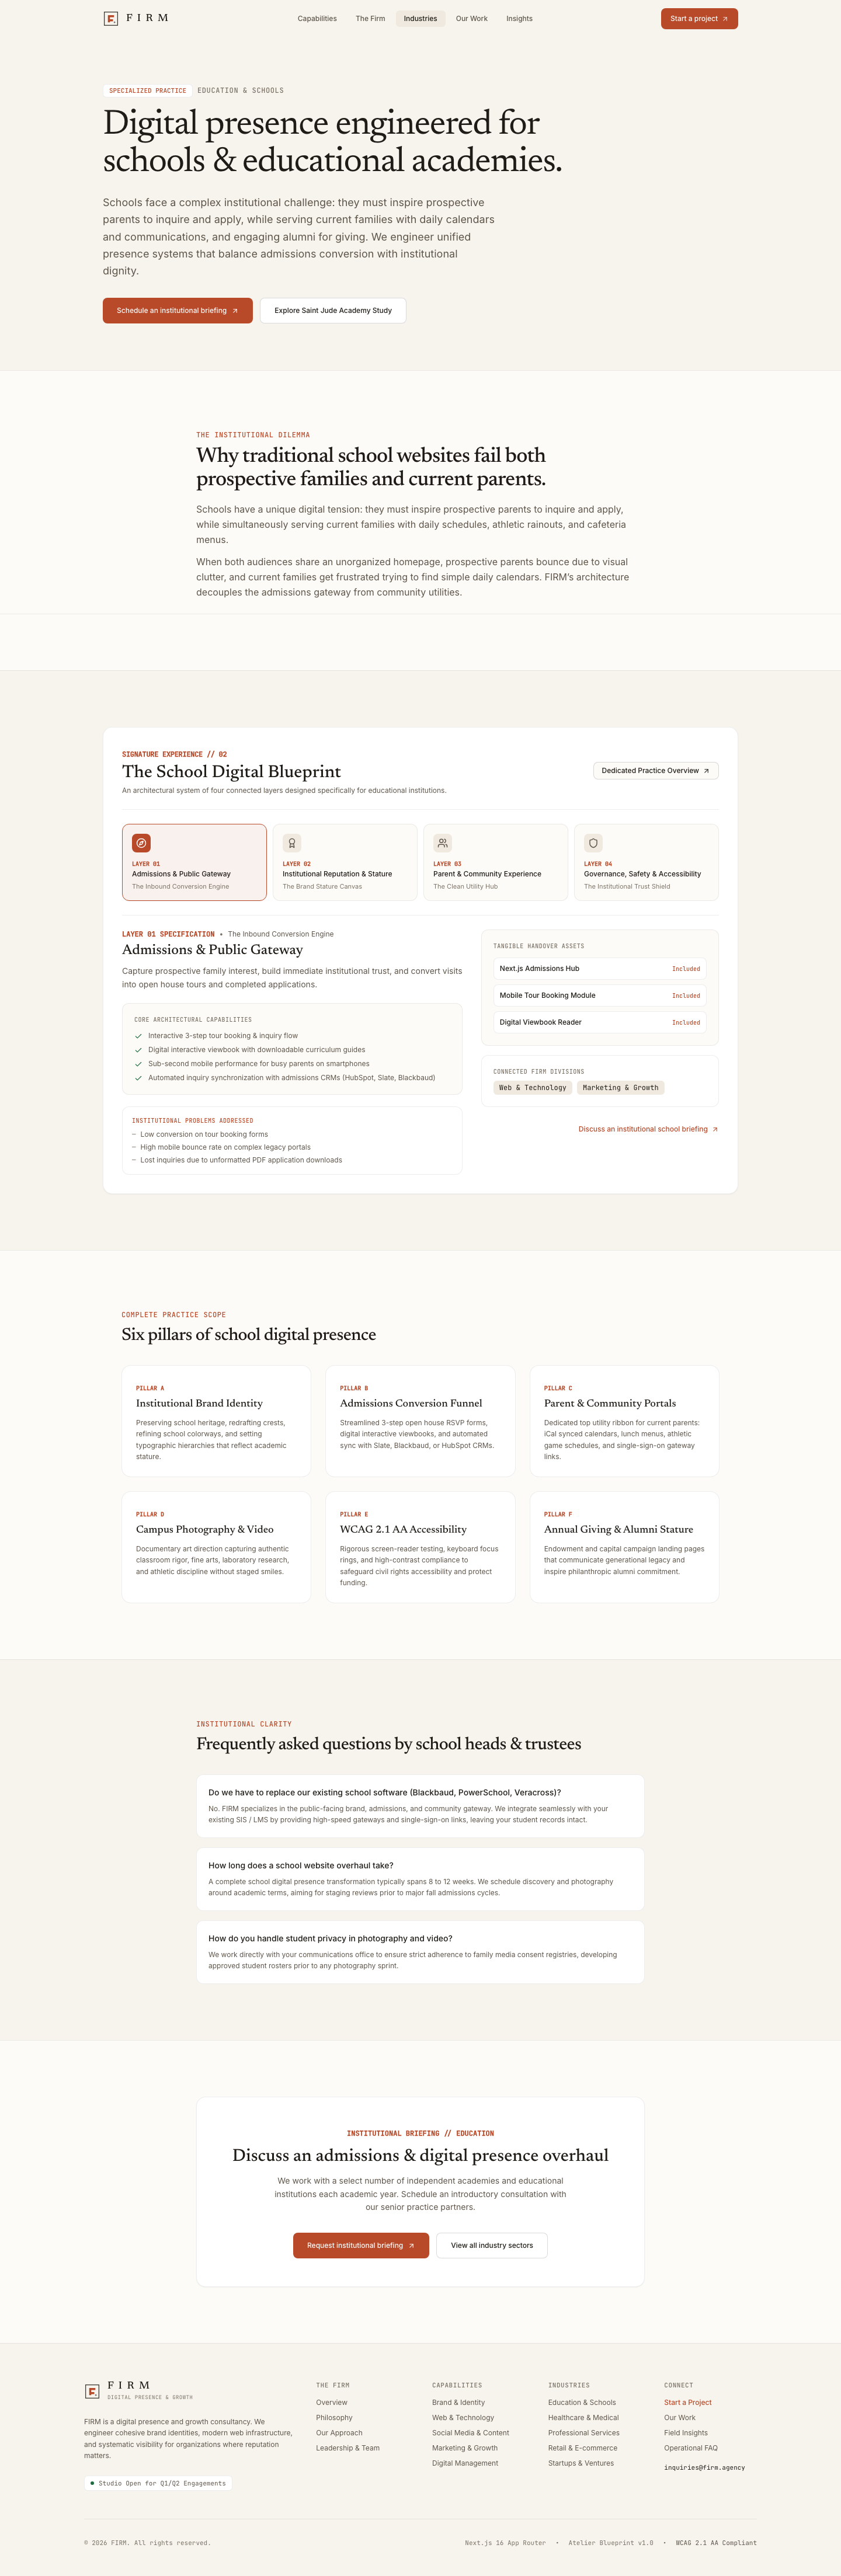 FIRM
Capabilities
The Firm
Industries
Our Work
Insights
Start a project
SPECIALIZED PRACTICE
EDUCATION & SCHOOLS
Digital presence engineered for
schools & educational academies.
Schools face a complex institutional challenge: they must inspire prospective
parents to inquire and apply, while serving current families with daily calendars
and communications, and engaging alumni for giving. We engineer unified
presence systems that balance admissions conversion with institutional
dignity.
Schedule an institutional briefing
Explore Saint Jude Academy Study
THE INSTITUTIONAL DILEMMA
Why traditional school websites fail both
prospective families and current parents.
Schools have a unique digital tension: they must inspire prospective parents to inquire and apply,
while simultaneously serving current families with daily schedules, athletic rainouts, and cafeteria
menus.
When both audiences share an unorganized homepage, prospective parents bounce due to visual
clutter, and current families get frustrated trying to find simple daily calendars. FIRM's architecture
decouples the admissions gateway from community utilities.
SIGNATURE EXPERIENCE // 02
The School Digital Blueprint
An architectural system of four connected layers designed specifically for educational institutions.
Dedicated Practice Overview
LAYER 01
Admissions & Public Gateway
The Inbound Conversion Engine
LAYER 02
Institutional Reputation & Stature
The Brand Stature Canvas
LAYER 03
Parent & Community Experience
The Clean Utility Hub
LAYER 04
Governance, Safety & Accessibility
The Institutional Trust Shield
LAYER 01 SPECIFICATION • The Inbound Conversion Engine
Admissions & Public Gateway
Capture prospective family interest, build immediate institutional trust, and convert visits
into open house tours and completed applications.
CORE ARCHITECTURAL CAPABILITIES
Interactive 3-step tour booking & inquiry flow
Digital interactive viewbook with downloadable curriculum guides
Sub-second mobile performance for busy parents on smartphones
Automated inquiry synchronization with admissions CRMs (HubSpot, Slate, Blackbaud)
INSTITUTIONAL PROBLEMS ADDRESSED
– Low conversion on tour booking forms
– High mobile bounce rate on complex legacy portals
– Lost inquiries due to unformatted PDF application downloads
TANGIBLE HANDOVER ASSETS
Next.js Admissions Hub
Included
Mobile Tour Booking Module
Included
Digital Viewbook Reader
Included
CONNECTED FIRM DIVISIONS
Web & Technology
Marketing & Growth
Discuss an institutional school briefing
COMPLETE PRACTICE SCOPE
Six pillars of school digital presence
PILLAR A
Institutional Brand Identity
Preserving school heritage, redrafting crests,
refining school colorways, and setting
typographic hierarchies that reflect academic
stature.
PILLAR B
Admissions Conversion Funnel
Streamlined 3-step open house RSVP forms,
digital interactive viewbooks, and automated
sync with Slate, Blackbaud, or HubSpot CRMs.
PILLAR C
Parent & Community Portals
Dedicated top utility ribbon for current parents:
iCal synced calendars, lunch menus, athletic
game schedules, and single-sign-on gateway
links.
PILLAR D
Campus Photography & Video
Documentary art direction capturing authentic
classroom rigor, fine arts, laboratory research,
and athletic discipline without staged smiles.
PILLAR E
WCAG 2.1 AA Accessibility
Rigorous screen-reader testing, keyboard focus
rings, and high-contrast compliance to
safeguard civil rights accessibility and protect
funding.
PILLAR F
Annual Giving & Alumni Stature
Endowment and capital campaign landing pages
that communicate generational legacy and
inspire philanthropic alumni commitment.
INSTITUTIONAL CLARITY
Frequently asked questions by school heads & trustees
Do we have to replace our existing school software (Blackbaud, PowerSchool, Veracross)?
No. FIRM specializes in the public-facing brand, admissions, and community gateway. We integrate seamlessly with your
existing SIS / LMS by providing high-speed gateways and single-sign-on links, leaving your student records intact.
How long does a school website overhaul take?
A complete school digital presence transformation typically spans 8 to 12 weeks. We schedule discovery and photography
around academic terms, aiming for staging reviews prior to major fall admissions cycles.
How do you handle student privacy in photography and video?
We work directly with your communications office to ensure strict adherence to family media consent registries, developing
approved student rosters prior to any photography sprint.
INSTITUTIONAL BRIEFING // EDUCATION
Discuss an admissions & digital presence overhaul
We work with a select number of independent academies and educational
institutions each academic year. Schedule an introductory consultation with
our senior practice partners.
Request institutional briefing
View all industry sectors
FIRM
DIGITAL PRESENCE & GROWTH
FIRM is a digital presence and growth consultancy. We
engineer cohesive brand identities, modern web infrastructure,
and systematic visibility for organizations where reputation
matters.
Studio Open for Q1/Q2 Engagements
THE FIRM
Overview
Philosophy
Our Approach
Leadership & Team
CAPABILITIES
Brand & Identity
Web & Technology
Social Media & Content
Marketing & Growth
Digital Management
INDUSTRIES
Education & Schools
Healthcare & Medical
Professional Services
Retail & E-commerce
Startups & Ventures
CONNECT
Start a Project
Our Work
Field Insights
Operational FAQ
inquiries@firm.agency
© 2026 FIRM. All rights reserved.
Next.js 16 App Router • Atelier Blueprint v1.0 • WCAG 2.1 AA Compliant